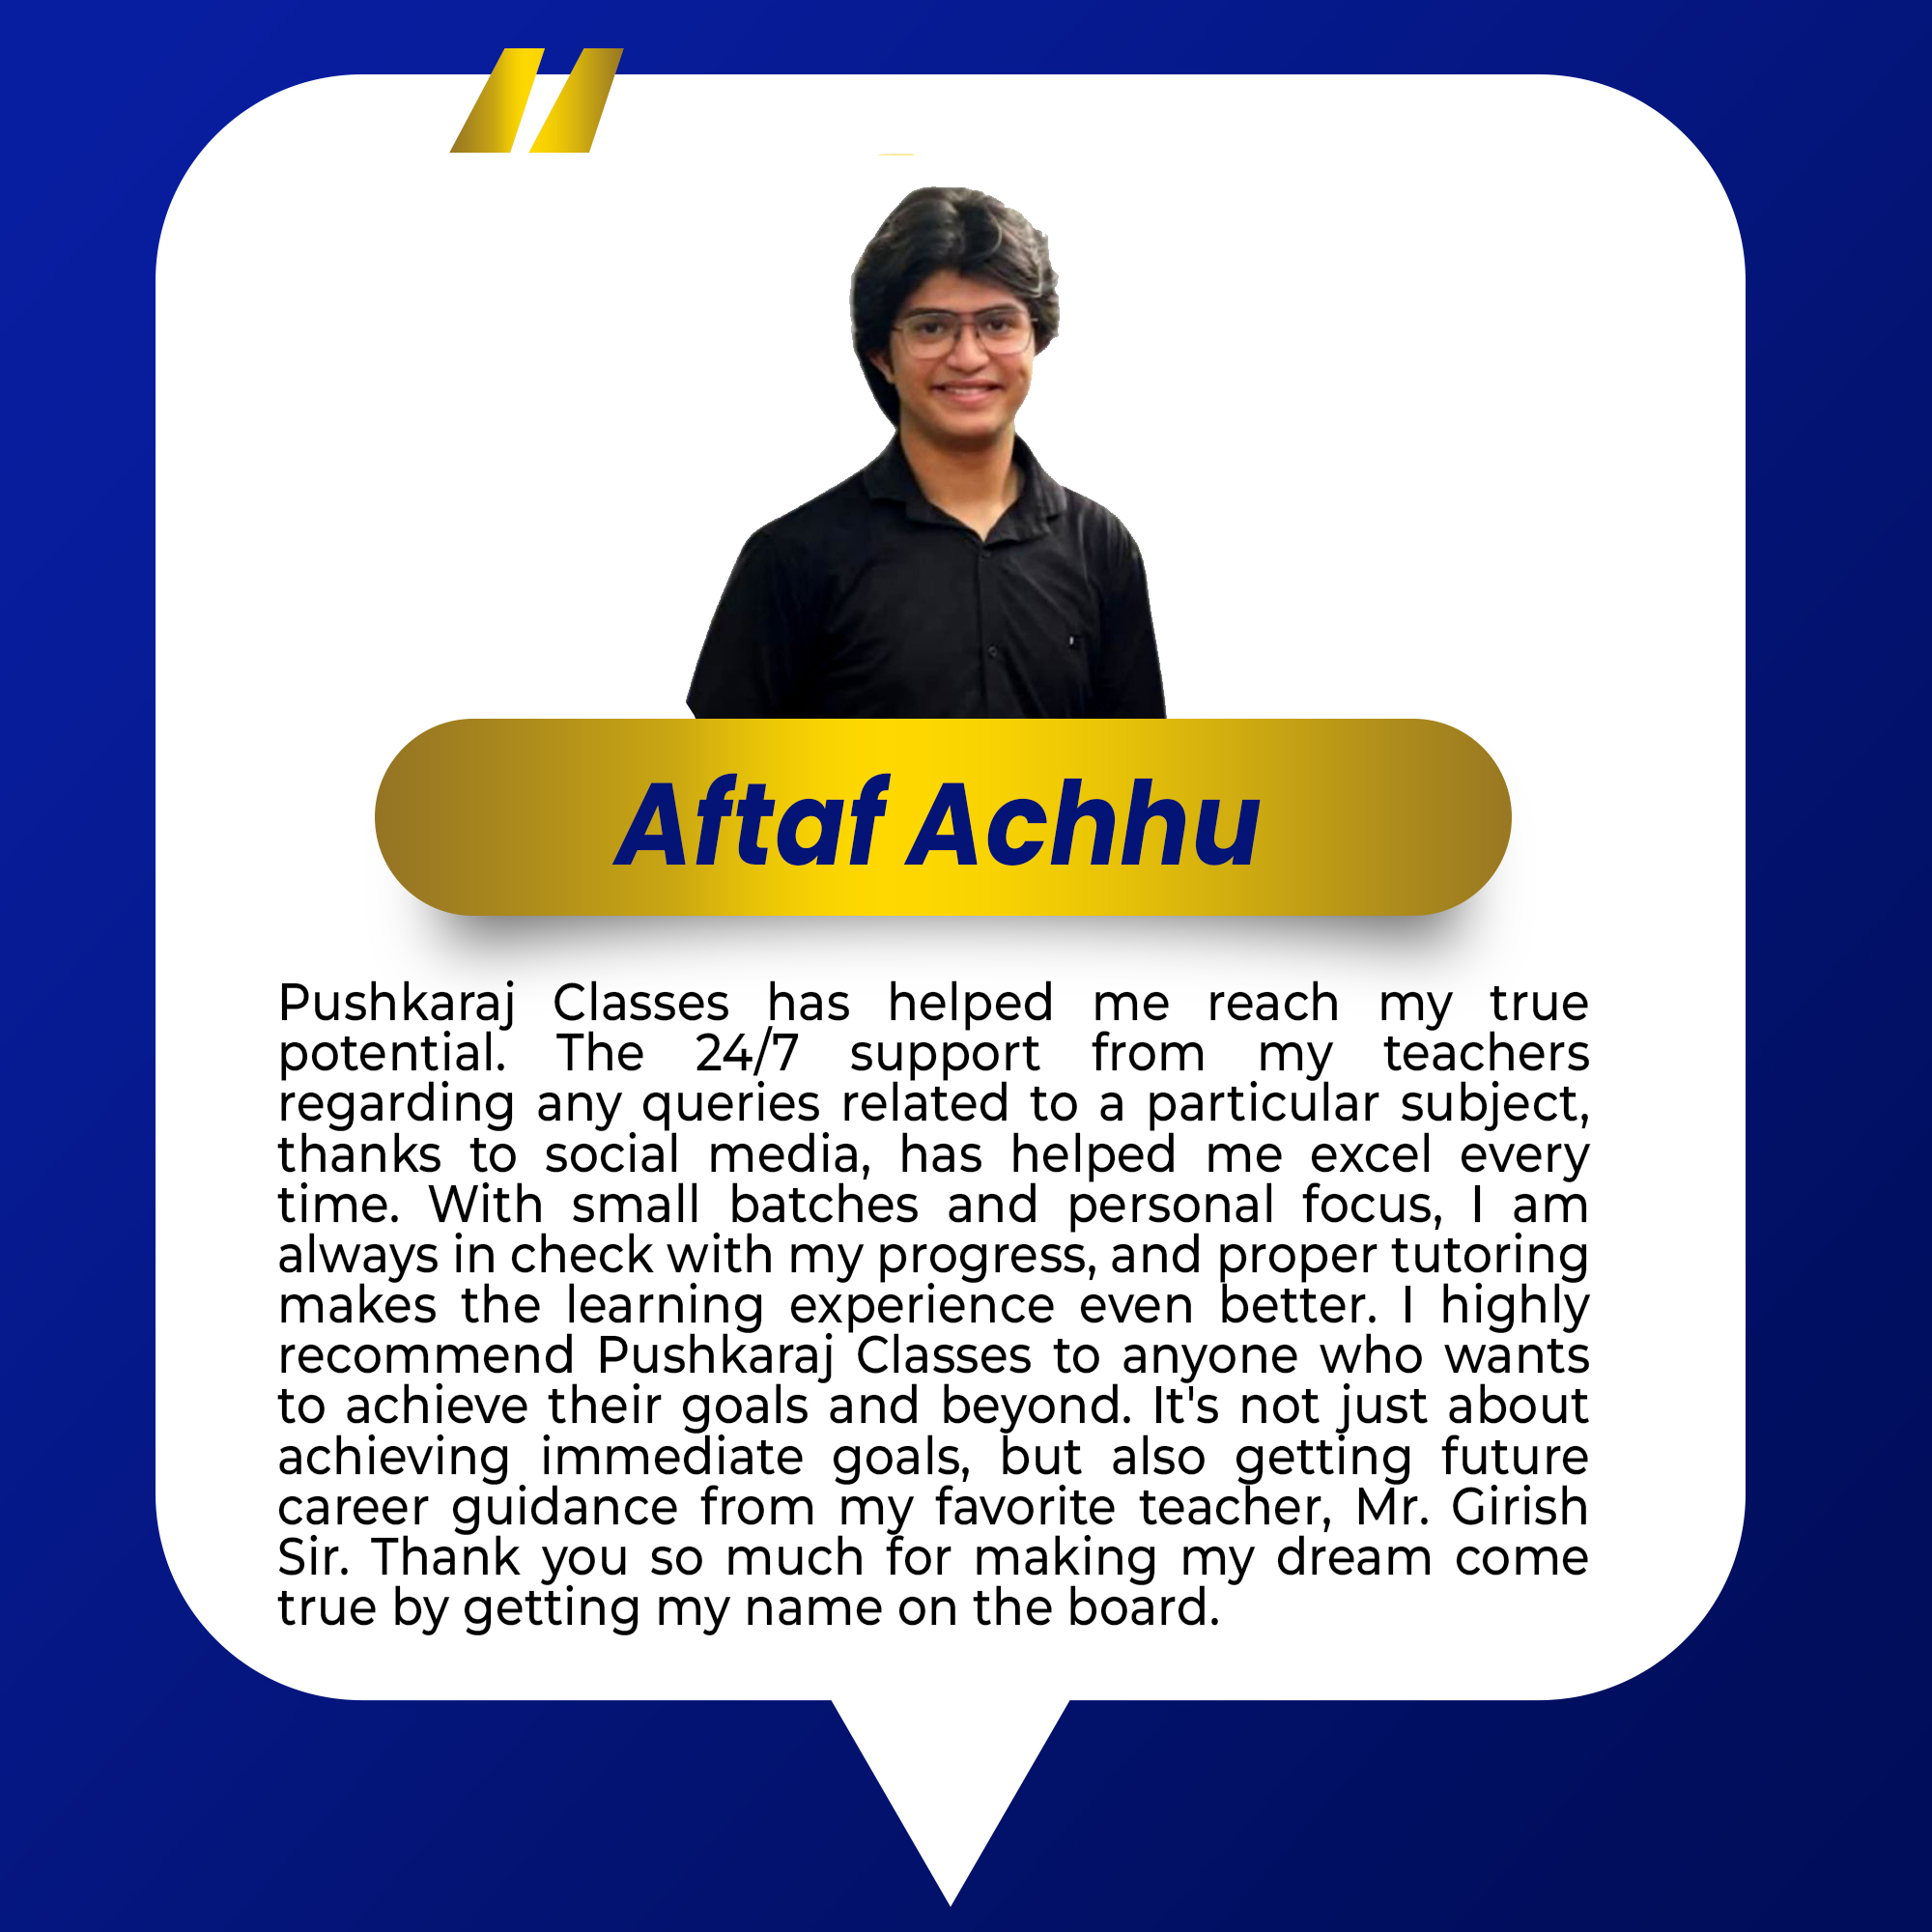 Aftaf Achhu
Pushkaraj Classes has helped me reach my true
potential. The 24/7 support from my teachers
regarding any queries related to a particular subject,
thanks to social media, has helped me excel every
time. With small batches and personal focus, I am
always in check with my progress, and proper tutoring
makes the learning experience even better. I highly
recommend Pushkaraj Classes to anyone who wants
to achieve their goals and beyond. It's not just about
achieving immediate goals, but also getting future
career guidance from my favorite teacher, Mr. Girish
Sir. Thank you so much for making my dream come
true by getting my name on the board.